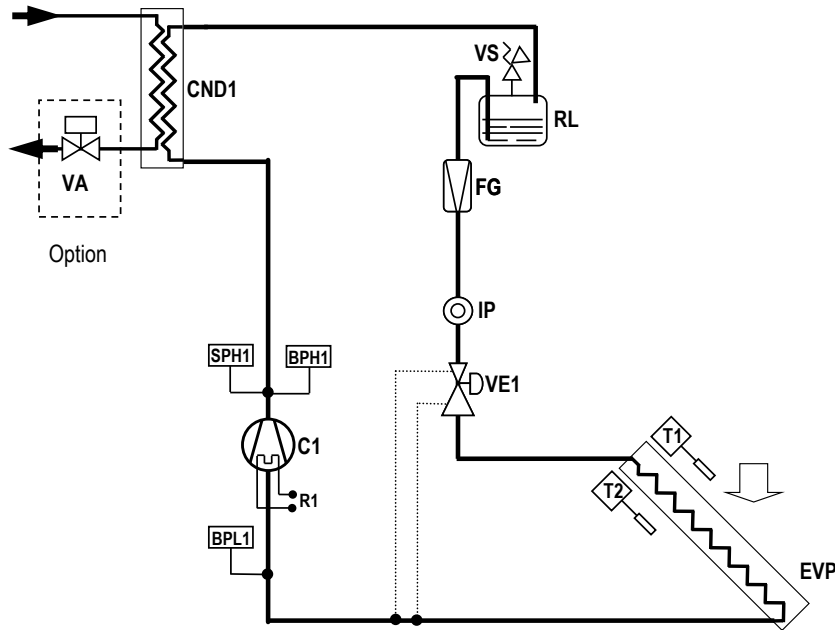 VS
CND1
RL
VA
FG
Option
IP
SPH1
BPH1
VE1
C1
T1
T2
R1
BPL1
EVP